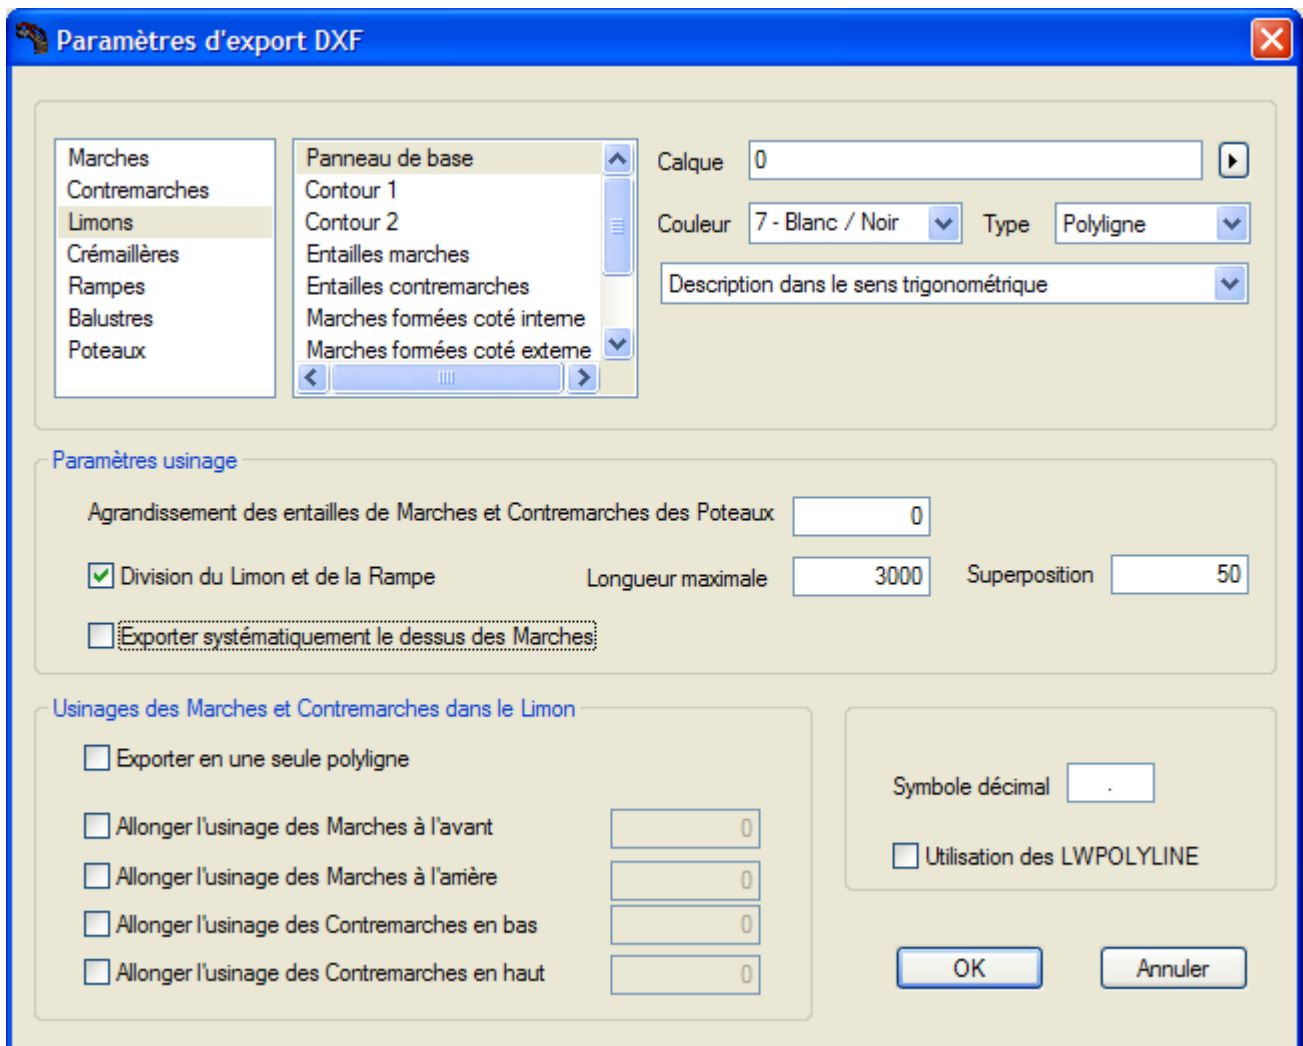 Paramètres d'export DXF
Marches
Contremarches
Limons
Crémaillères
Rampes
Balustres
Poteaux
Panneau de base
Contour 1
Contour 2
Entailles marches
Entailles contremarches
Marches formées coté interne
Marches formées coté externe
Calque 0
Couleur 7 - Blanc / Noir Type Polyligne
Description dans le sens trigonométrique
Paramètres usinage
Agrandissement des entailles de Marches et Contremarches des Poteaux 0
Division du Limon et de la Rampe Longueur maximale 3000 Superposition 50
Exporter systématiquement le dessus des Marches
Usinages des Marches et Contremarches dans le Limon
Exporter en une seule polyligne
Allonger l'usinage des Marches à l'avant 0
Allonger l'usinage des Marches à l'arrière 0
Allonger l'usinage des Contremarches en bas 0
Allonger l'usinage des Contremarches en haut 0
Symbole décimal .
Utilisation des LWPOLYLINE
OK Annuler